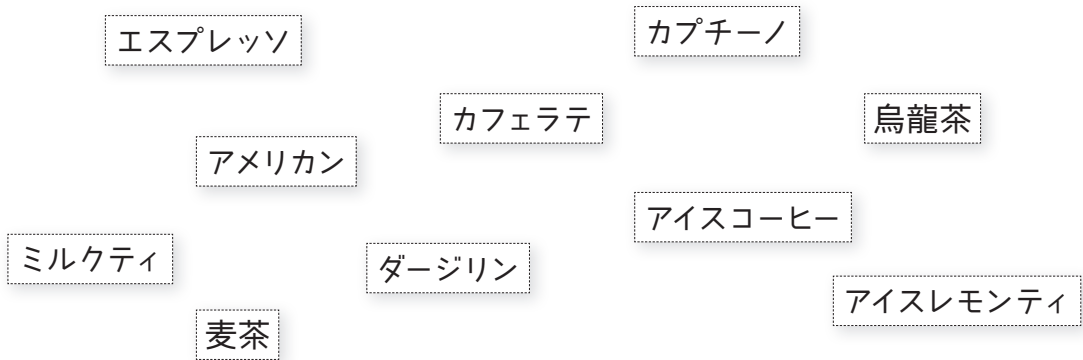 エスプレッソ
カプチーノ
カフェラテ
烏龍茶
アメリカン
アイスコーヒー
ミルクティ
ダージリン
アイスレモンティ
麦茶